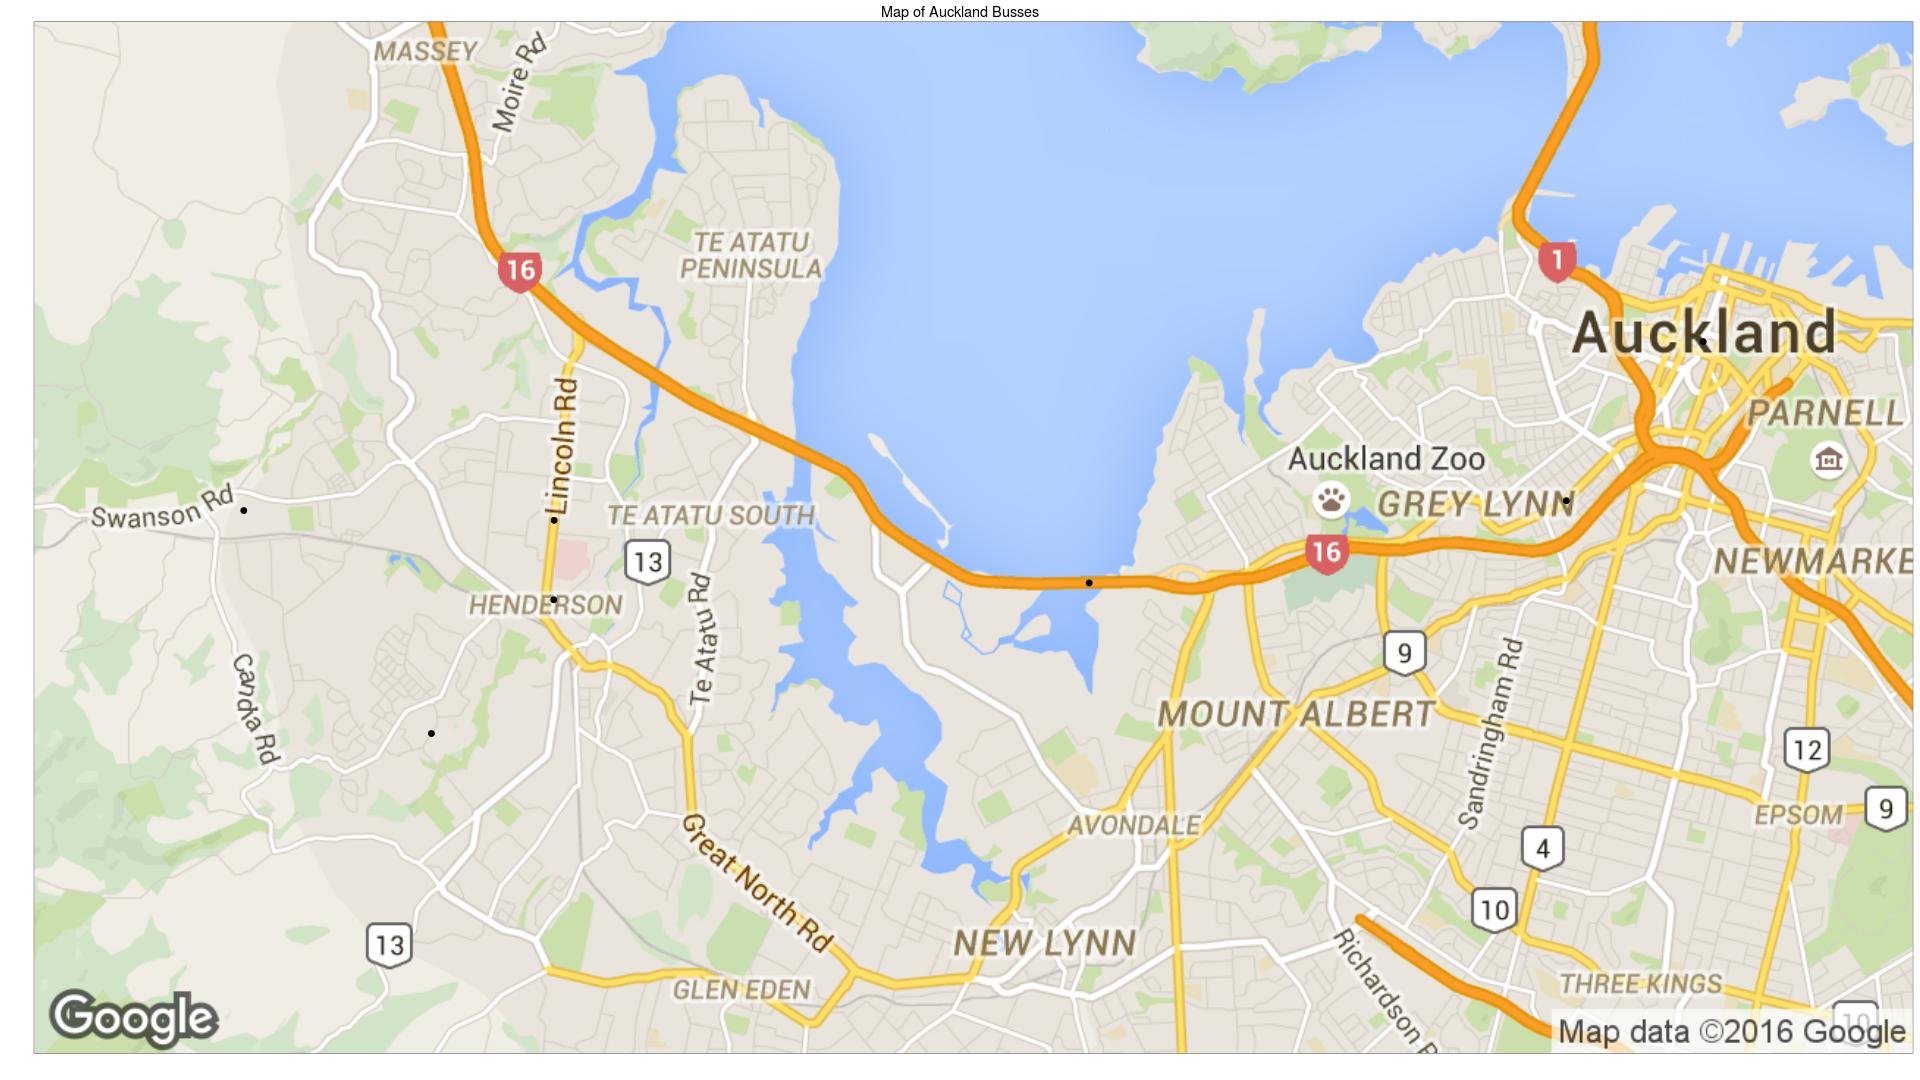 Map of Auckland Busses
MASSEY
Moire Rd
TE ATATU
PENINSULA
16
1
Auckland
Lincoln Rd
PARNELL
Auckland Zoo
GREY LYNN
Swanson Rd
TE ATATU SOUTH
13
16
NEWMARKE
HENDERSON
Te Atatu Rd
9
Candia Rd
Sandringham Rd
MOUNT ALBERT
12
Great North Rd
AVONDALE
EPSOM
9
4
10
13
NEW LYNN
Richardson R
GLEN EDEN
THREE KINGS
10
Google
Map data ©2016 Google